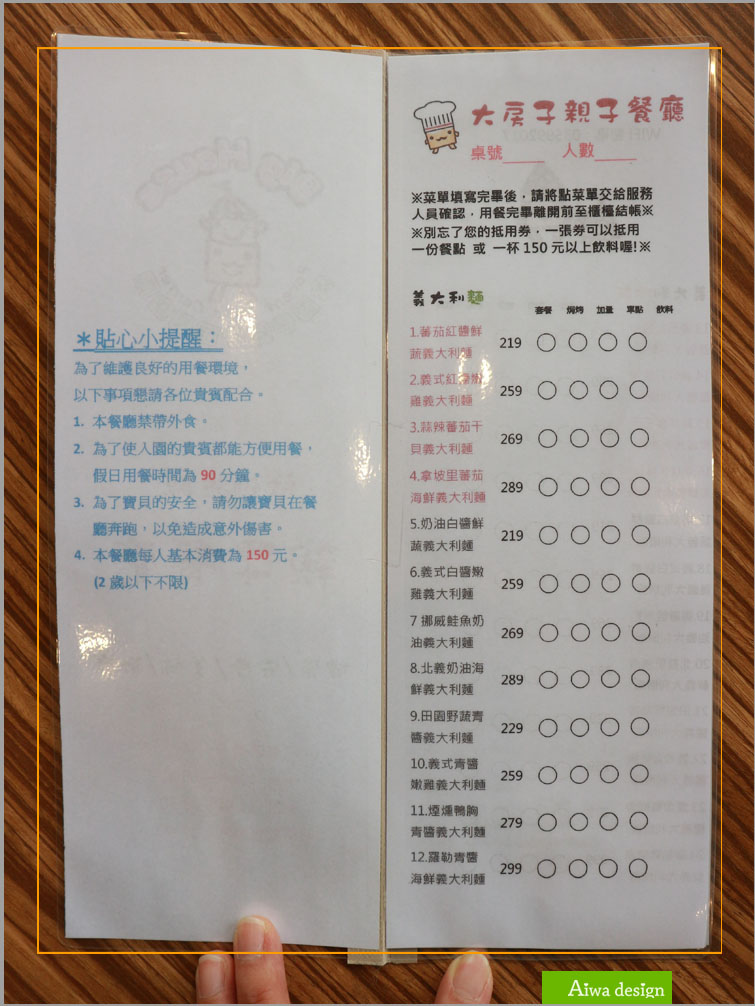 ＊貼心小提醒：
為了維護良好的用餐環境，
以下事項懇請各位貴賓配合。
1. 本餐廳禁帶外食。
2. 為了使入園的貴賓都能方便用餐，
假日用餐時間為 90 分鐘。
3. 為了寶貝的安全，請勿讓寶貝在餐
廳奔跑，以免造成意外傷害。
4. 本餐廳每人基本消費為 150 元。
(2 歲以下不限)
大房子親子餐廳
桌號____ 人數____
※菜單填寫完畢後，請將點菜單交給服務
人員確認，用餐完畢離開前至櫃檯結帳※
※別忘了您的抵用券，一張券可以抵用
一份餐點 或 一杯 150 元以上飲料喔!※
義大利麵
套餐 焗烤 加量 單點 飲料
1.蕃茄紅醬鮮
蔬義大利麵 219
2.義式紅醬嫩
雞義大利麵 259
3.蒜辣蕃茄干
貝義大利麵 269
4.拿坡里蕃茄
海鮮義大利麵 289
5.奶油白醬鮮
蔬義大利麵 219
6.義式白醬嫩
雞義大利麵 259
7 挪威鮭魚奶
油義大利麵 269
8.北義奶油海
鮮義大利麵 289
9.田園野蔬青
醬義大利麵 229
10.義式青醬
嫩雞義大利麵 259
11.煙燻鴨胸
青醬義大利麵 279
12.羅勒青醬
海鮮義大利麵 299
Aiwa design